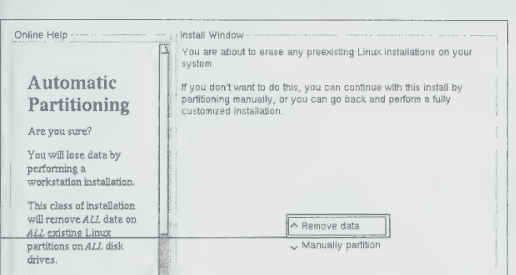 Online Help
Automatic
Partitioning
Are you sure?
You will lose data by
performing a
workstation installation.
This class of installation
will remove ALL data on
ALL existing Linux
partitions on ALL disk
drives.
Install Window
You are about to erase any preexisting Linux installations on your
system
If you don't want to do this, you can continue with this install by
partitioning manually, or you can go back and perform a fully
customized installation.
Remove data
Manually partition